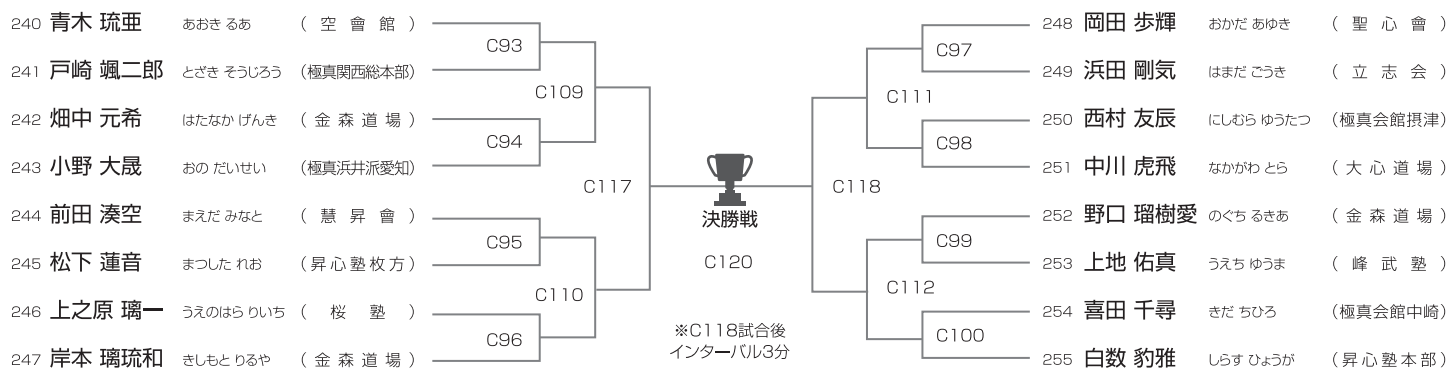 240 青木 琉亜 あおき るあ （空會館）
241 戸崎 颯二郎 とざき そうじろう （極真関西総本部）
242 畑中 元希 はたなか げんき （金森道場）
243 小野 大晟 おの だいせい （極真浜井派愛知）
244 前田 湊空 まえだ みなと （慧昇會）
245 松下 蓮音 まつした れお （昇心塾枚方）
246 上之原 璃一 うえのはら りいち （桜塾）
247 岸本 璃琉和 きしもと りるや （金森道場）
C93
C94
C95
C96
C109
C110
C117
決勝戦
C120
※C118試合後
インターバル3分
C118
C111
C112
C97
C98
C99
C100
248 岡田 歩輝 おかだ あゆき （聖心會）
249 浜田 剛気 はまだ ごうき （立志会）
250 西村 友辰 にしむら ゆうたつ （極真会館摂津）
251 中川 虎飛 なかがわ とら （大心道場）
252 野口 瑠樹愛 のぐち るきあ （金森道場）
253 上地 佑真 うえち ゆうま （峰武塾）
254 喜田 千尋 きだ ちひろ （極真会館中崎）
255 白数 豹雅 しらす ひょうが （昇心塾本部）